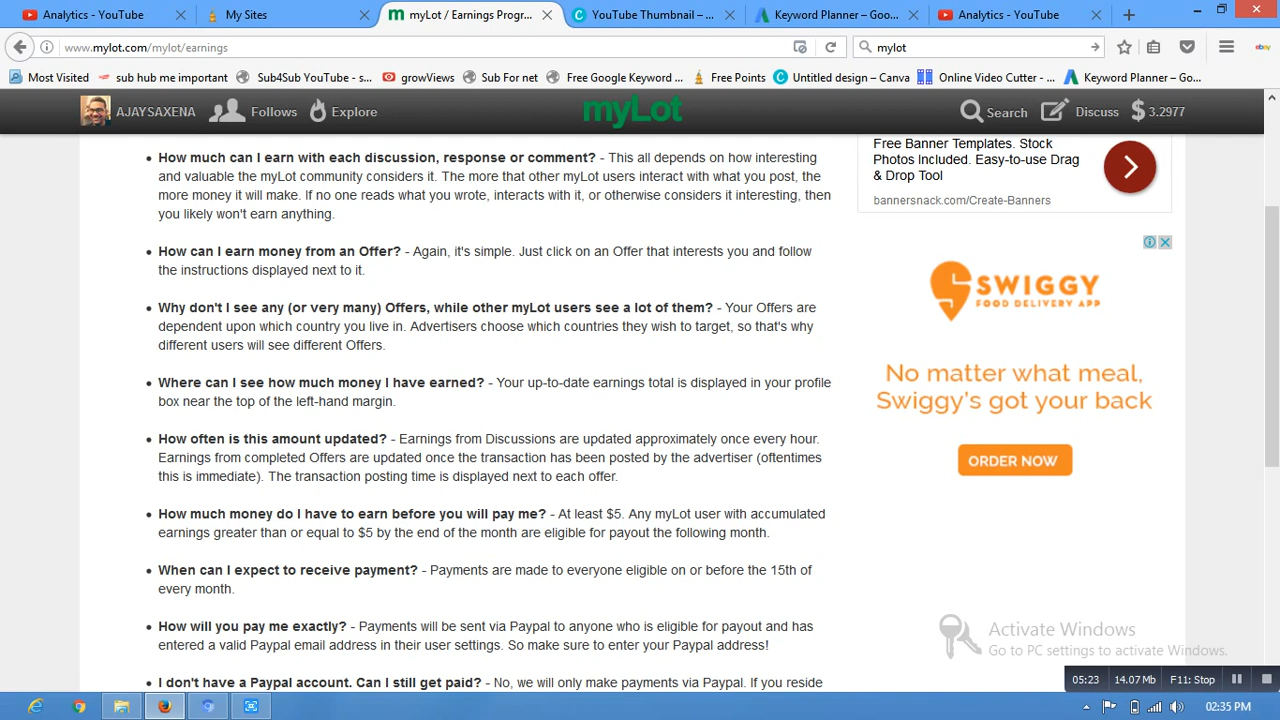 Analytics - YouTube
My Sites
myLot / Earnings Progr...
YouTube Thumbnail – ...
Keyword Planner – Goo...
Analytics - YouTube
www.mylot.com/mylot/earnings
mylot
Most Visited
sub hub me important
Sub4Sub YouTube - s...
growViews
Sub For net
Free Google Keyword ...
Free Points
Untitled design – Canva
Online Video Cutter - ...
Keyword Planner – Go...
ebay
AJAYSAXENA
Follows
Explore
myLot
Search
Discuss
$ 3.2977
• How much can I earn with each discussion, response or comment? - This all depends on how interesting
and valuable the myLot community considers it. The more that other myLot users interact with what you post, the
more money it will make. If no one reads what you wrote, interacts with it, or otherwise considers it interesting, then
you likely won't earn anything.
• How can I earn money from an Offer? - Again, it's simple. Just click on an Offer that interests you and follow
the instructions displayed next to it.
• Why don't I see any (or very many) Offers, while other myLot users see a lot of them? - Your Offers are
dependent upon which country you live in. Advertisers choose which countries they wish to target, so that's why
different users will see different Offers.
• Where can I see how much money I have earned? - Your up-to-date earnings total is displayed in your profile
box near the top of the left-hand margin.
• How often is this amount updated? - Earnings from Discussions are updated approximately once every hour.
Earnings from completed Offers are updated once the transaction has been posted by the advertiser (oftentimes
this is immediate). The transaction posting time is displayed next to each offer.
• How much money do I have to earn before you will pay me? - At least $5. Any myLot user with accumulated
earnings greater than or equal to $5 by the end of the month are eligible for payout the following month.
• When can I expect to receive payment? - Payments are made to everyone eligible on or before the 15th of
every month.
• How will you pay me exactly? - Payments will be sent via Paypal to anyone who is eligible for payout and has
entered a valid Paypal email address in their user settings. So make sure to enter your Paypal address!
• I don't have a Paypal account. Can I still get paid? - No, we will only make payments via Paypal. If you reside
Free Banner Templates. Stock
Photos Included. Easy-to-use Drag
& Drop Tool
bannersnack.com/Create-Banners
SWIGGY
FOOD DELIVERY APP
No matter what meal,
Swiggy's got your back
ORDER NOW
Activate Windows
Go to PC settings to activate Windows.
05:23
14.07 Mb
F11: Stop
02:35 PM